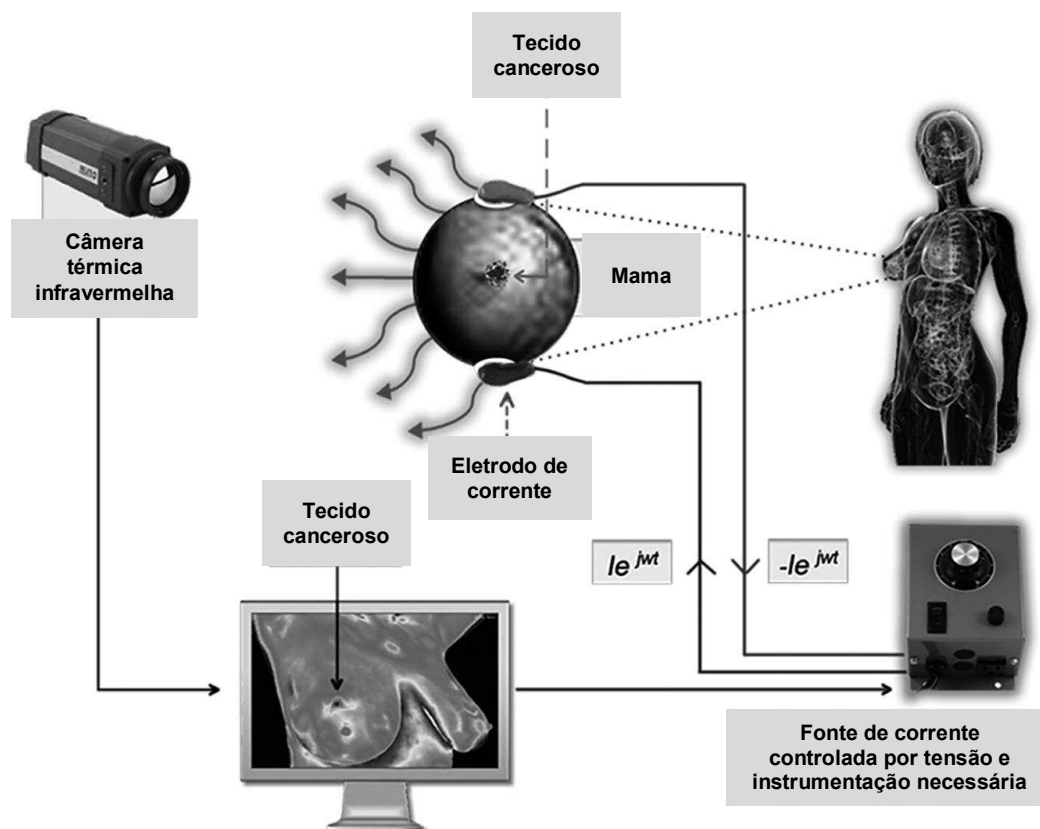 Tecido
canceroso
Câmera
térmica
infravermelha
Mama
Eletrodo de
corrente
Tecido
canceroso
Ie jwt
-Ie jwt
Fonte de corrente
controlada por tensão e
instrumentação necessária